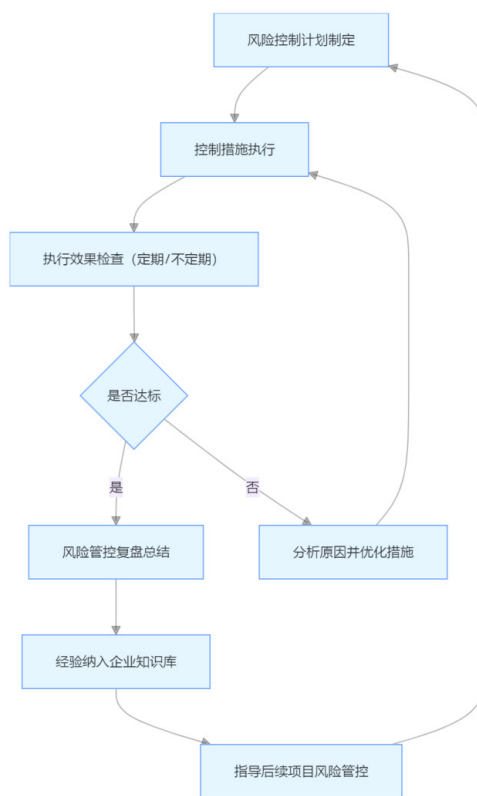 风险控制计划制定
控制措施执行
执行效果检查（定期/不定期）
是否达标
是
否
风险管控复盘总结
分析原因并优化措施
经验纳入企业知识库
指导后续项目风险管控